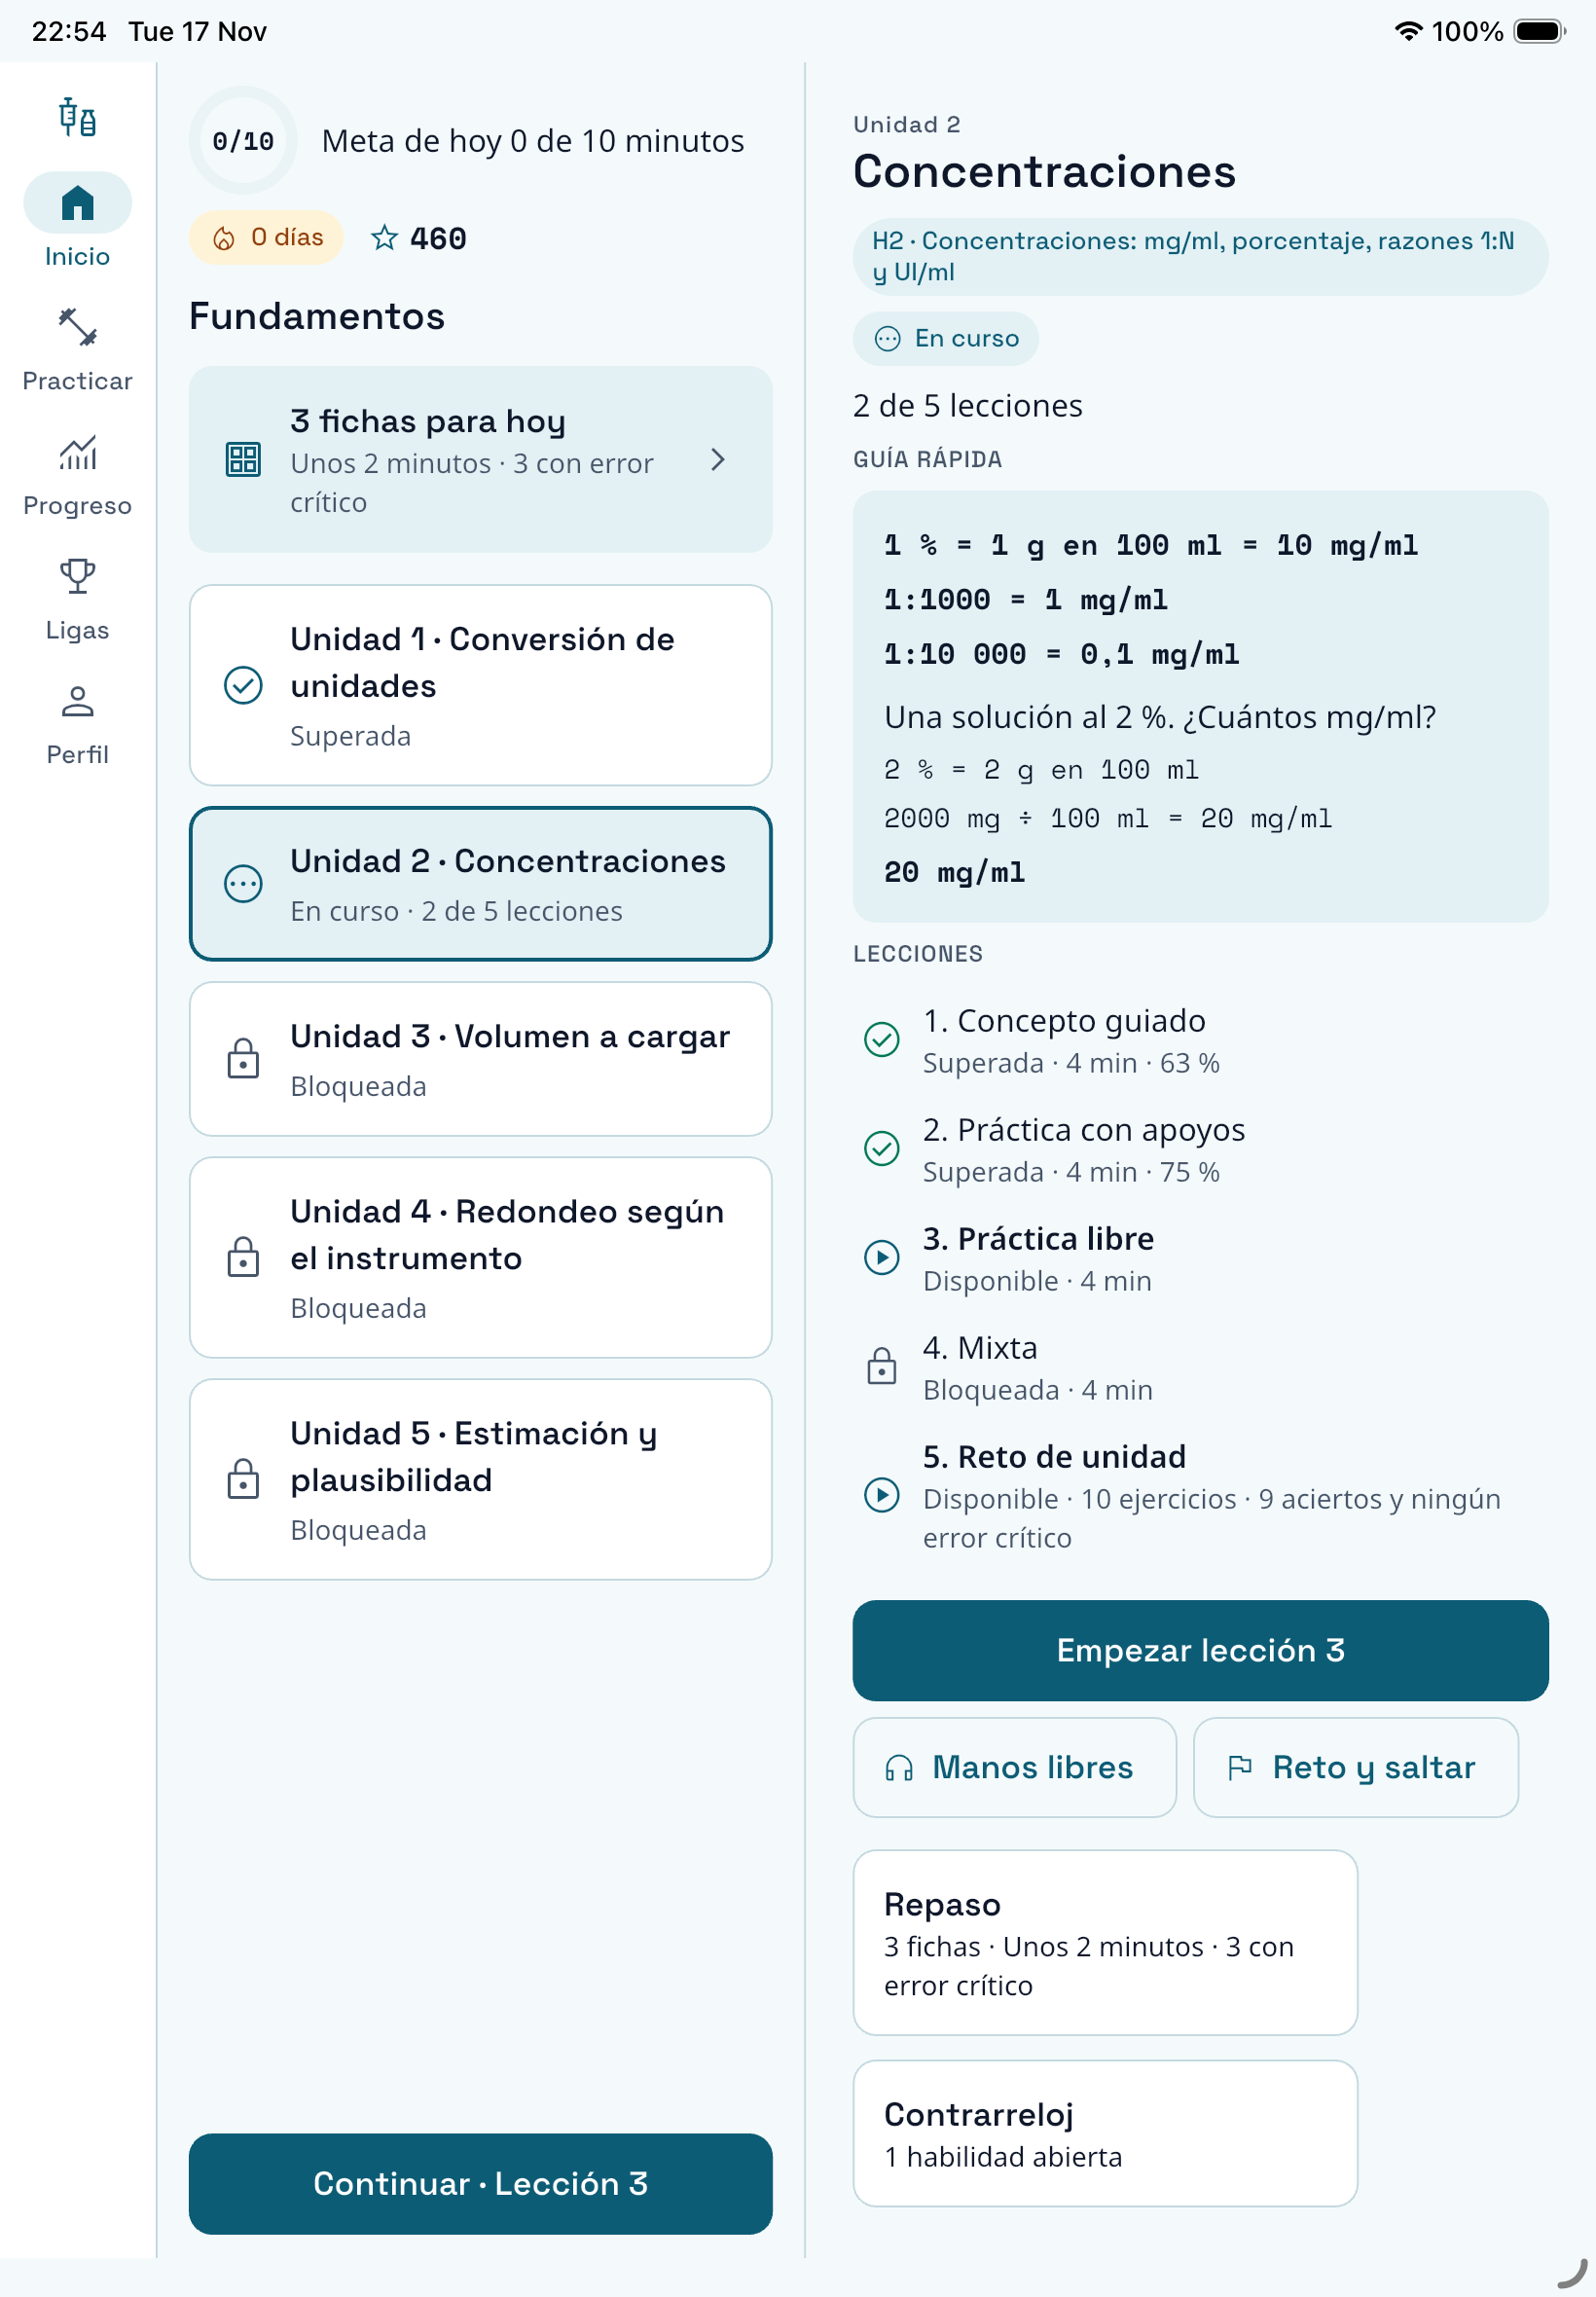 22:54 Tue 17 Nov
100%
Inicio
Practicar
Progreso
Ligas
Perfil
0/10
Meta de hoy 0 de 10 minutos
0 días
460
Fundamentos
3 fichas para hoy
Unos 2 minutos · 3 con error
crítico
Unidad 1 · Conversión de
unidades
Superada
Unidad 2 · Concentraciones
En curso · 2 de 5 lecciones
Unidad 3 · Volumen a cargar
Bloqueada
Unidad 4 · Redondeo según
el instrumento
Bloqueada
Unidad 5 · Estimación y
plausibilidad
Bloqueada
Continuar · Lección 3
Unidad 2
Concentraciones
H2 · Concentraciones: mg/ml, porcentaje, razones 1:N
y UI/ml
En curso
2 de 5 lecciones
GUÍA RÁPIDA
1 % = 1 g en 100 ml = 10 mg/ml
1:1000 = 1 mg/ml
1:10 000 = 0,1 mg/ml
Una solución al 2 %. ¿Cuántos mg/ml?
2 % = 2 g en 100 ml
2000 mg ÷ 100 ml = 20 mg/ml
20 mg/ml
LECCIONES
1. Concepto guiado
Superada · 4 min · 63 %
2. Práctica con apoyos
Superada · 4 min · 75 %
3. Práctica libre
Disponible · 4 min
4. Mixta
Bloqueada · 4 min
5. Reto de unidad
Disponible · 10 ejercicios · 9 aciertos y ningún
error crítico
Empezar lección 3
Manos libres
Reto y saltar
Repaso
3 fichas · Unos 2 minutos · 3 con
error crítico
Contrarreloj
1 habilidad abierta